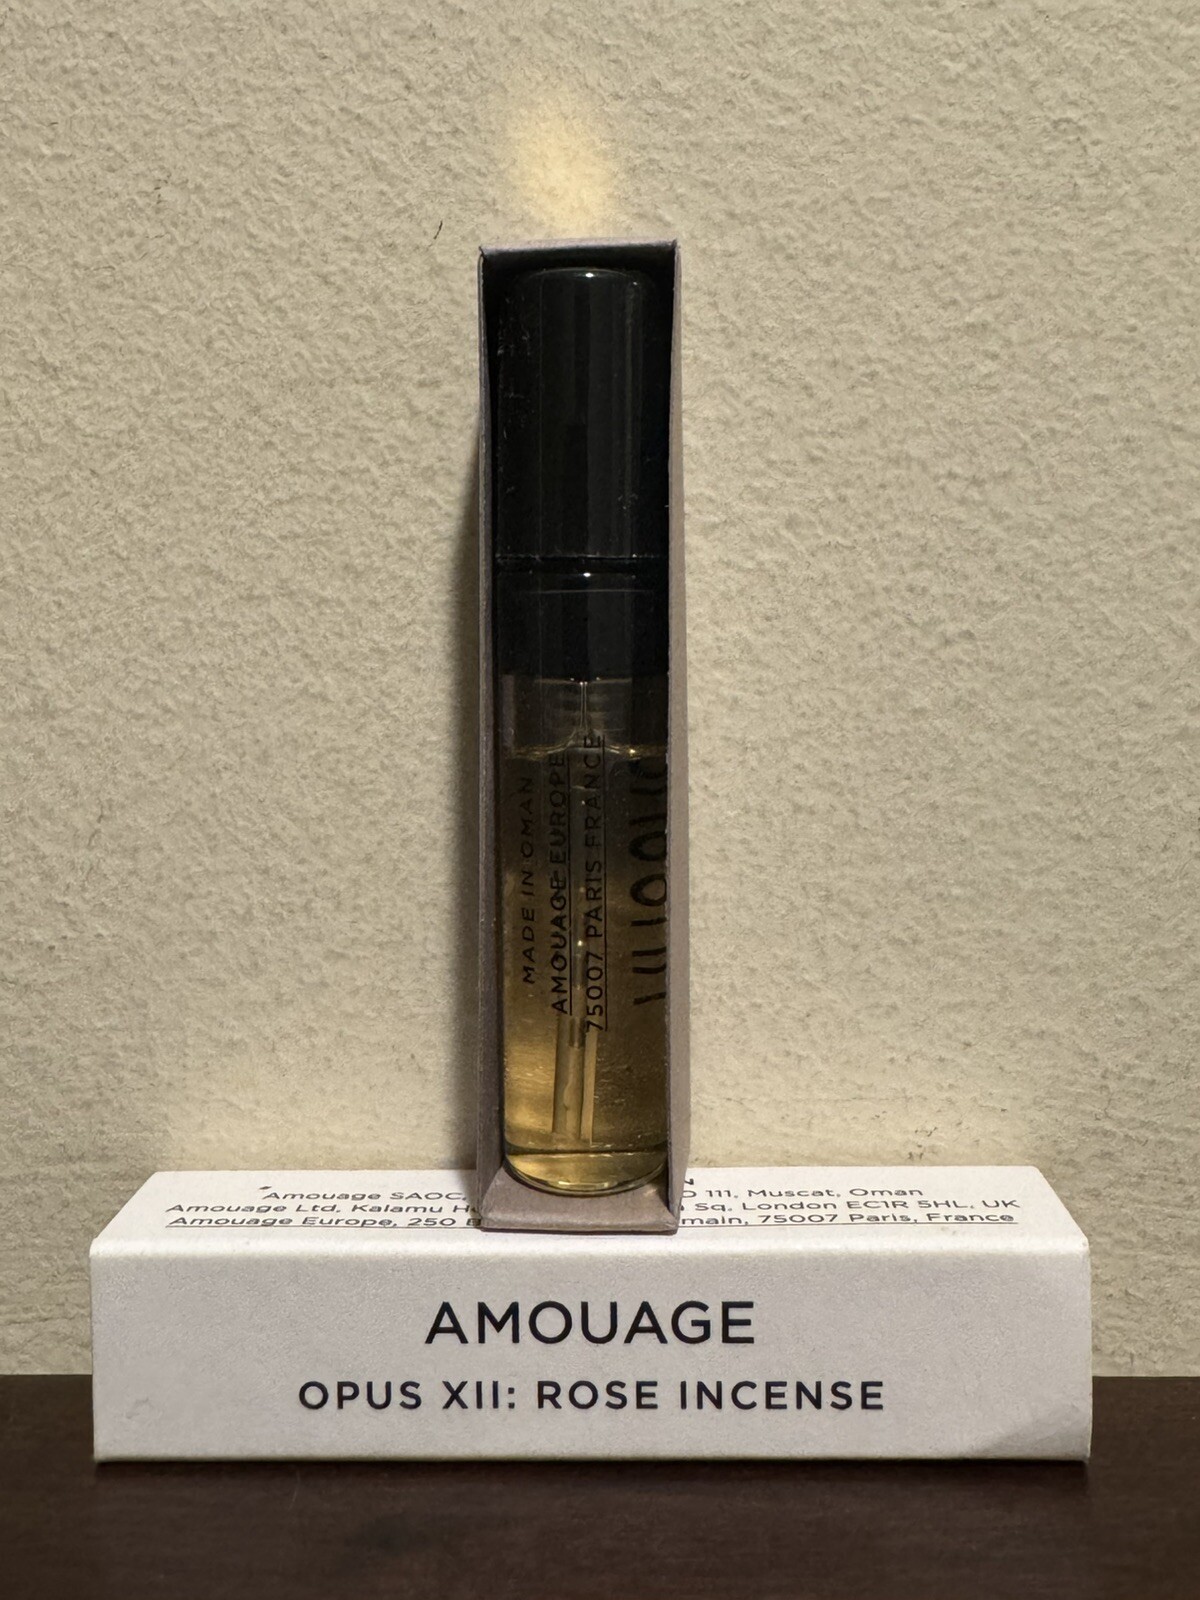 MADE IN OMAN
AMOUAGE EUROPE
75007 PARIS FRANCE
Amouage SAOC, 111, Muscat, Oman
Amouage Ltd, Kalamu Sq, London EC1R 5HL, UK
Amouage Europe, 250 75007 Paris, France
AMOUAGE
OPUS XII: ROSE INCENSE